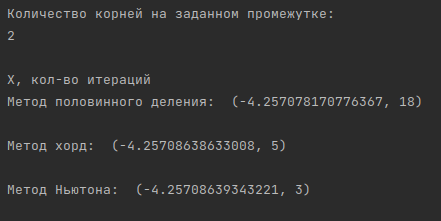 Количество корней на заданном промежутке:
2
X, кол-во итераций
Метод половинного деления:  (-4.257078170776367, 18)
Метод хорд:  (-4.25708638633008, 5)
Метод Ньютона:  (-4.25708639343221, 3)